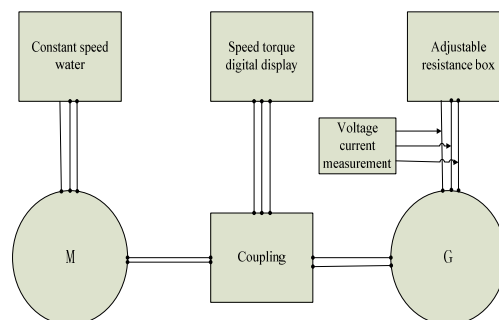 Constant speed
water
Speed torque
digital display
Adjustable
resistance box
Voltage
current
measurement
M
Coupling
G